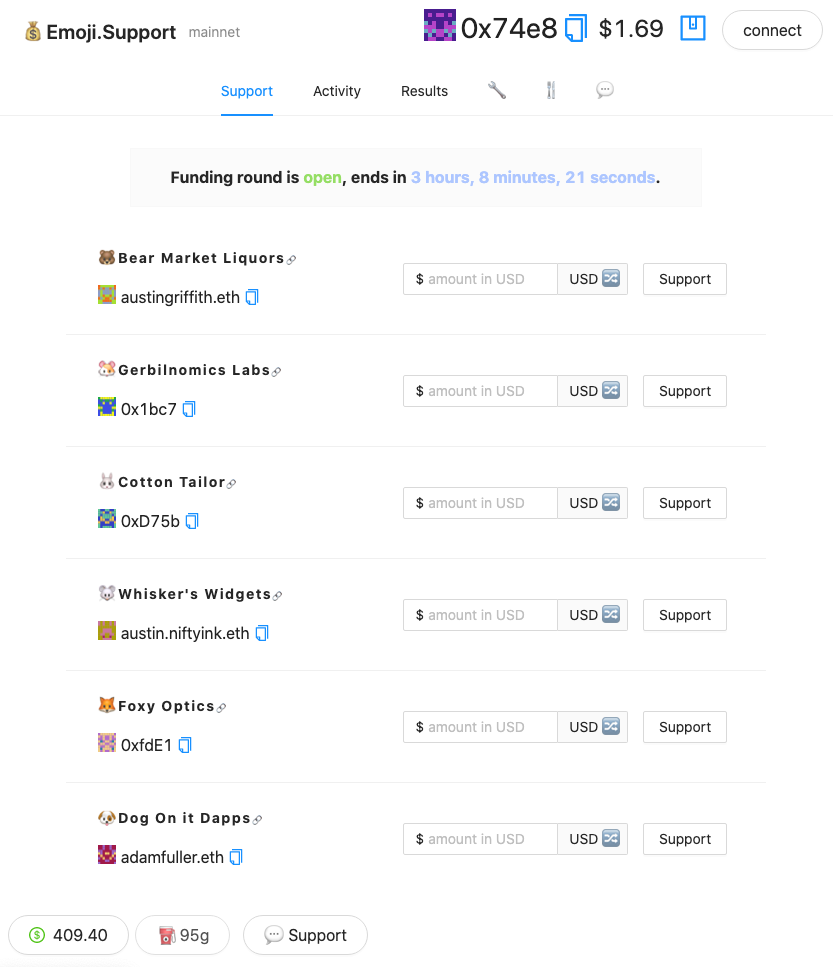 Emoji.Support mainnet 0x74e8 $1.69 connect
Support Activity Results
Funding round is open, ends in 3 hours, 8 minutes, 21 seconds.
Bear Market Liquors
austingriffith.eth
$ amount in USD USD Support
Gerbilnomics Labs
0x1bc7
$ amount in USD USD Support
Cotton Tailor
0xD75b
$ amount in USD USD Support
Whisker's Widgets
austin.niftyink.eth
$ amount in USD USD Support
Foxy Optics
0xfdE1
$ amount in USD USD Support
Dog On it Dapps
adamfuller.eth
$ amount in USD USD Support
409.40 95g Support